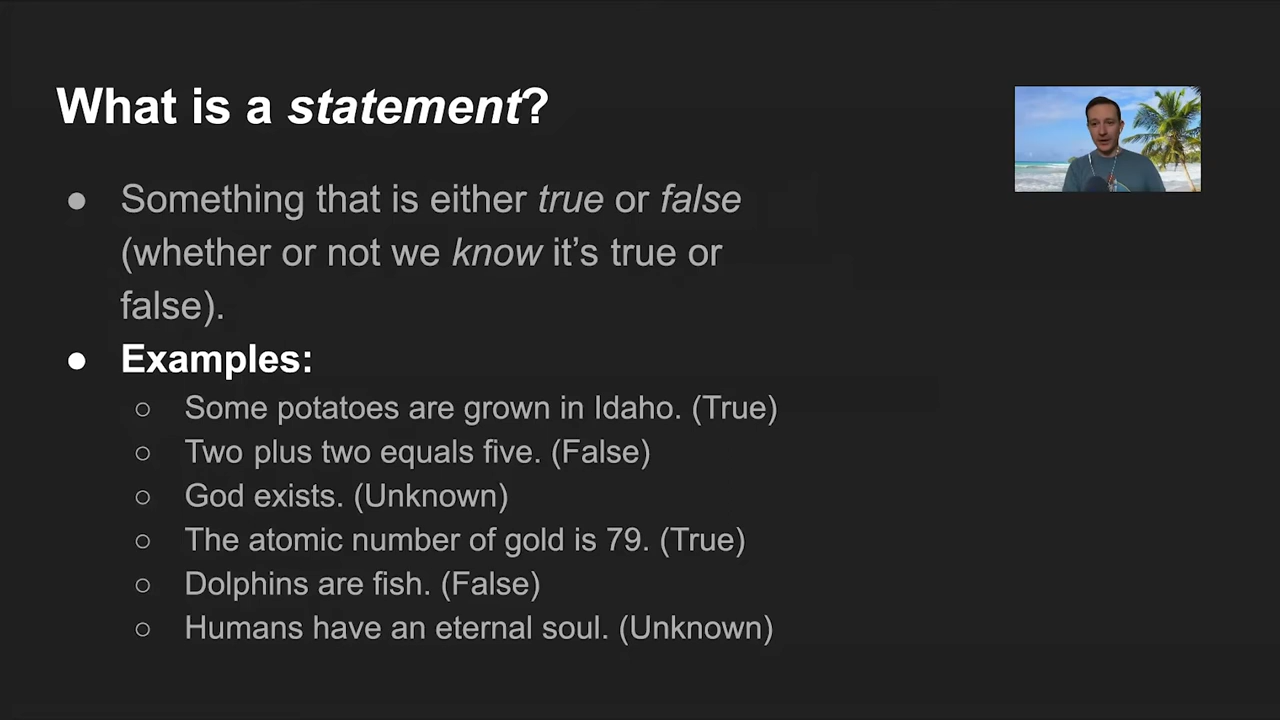 What is a statement?
● Something that is either true or false
(whether or not we know it’s true or
false).
● Examples:
○ Some potatoes are grown in Idaho. (True)
○ Two plus two equals five. (False)
○ God exists. (Unknown)
○ The atomic number of gold is 79. (True)
○ Dolphins are fish. (False)
○ Humans have an eternal soul. (Unknown)